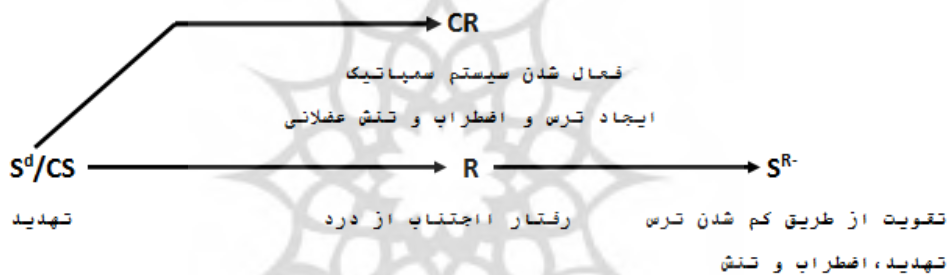 CR
فعال شدن سیستم سمپاتیک
ایجاد ترس و اضطراب و تنش عضلانی
Sᵈ/CS R Sᴿ⁻
تهدید رفتار ااجتناب از درد تقویت از طریق کم شدن ترس
تهدید،اضطراب و تنش